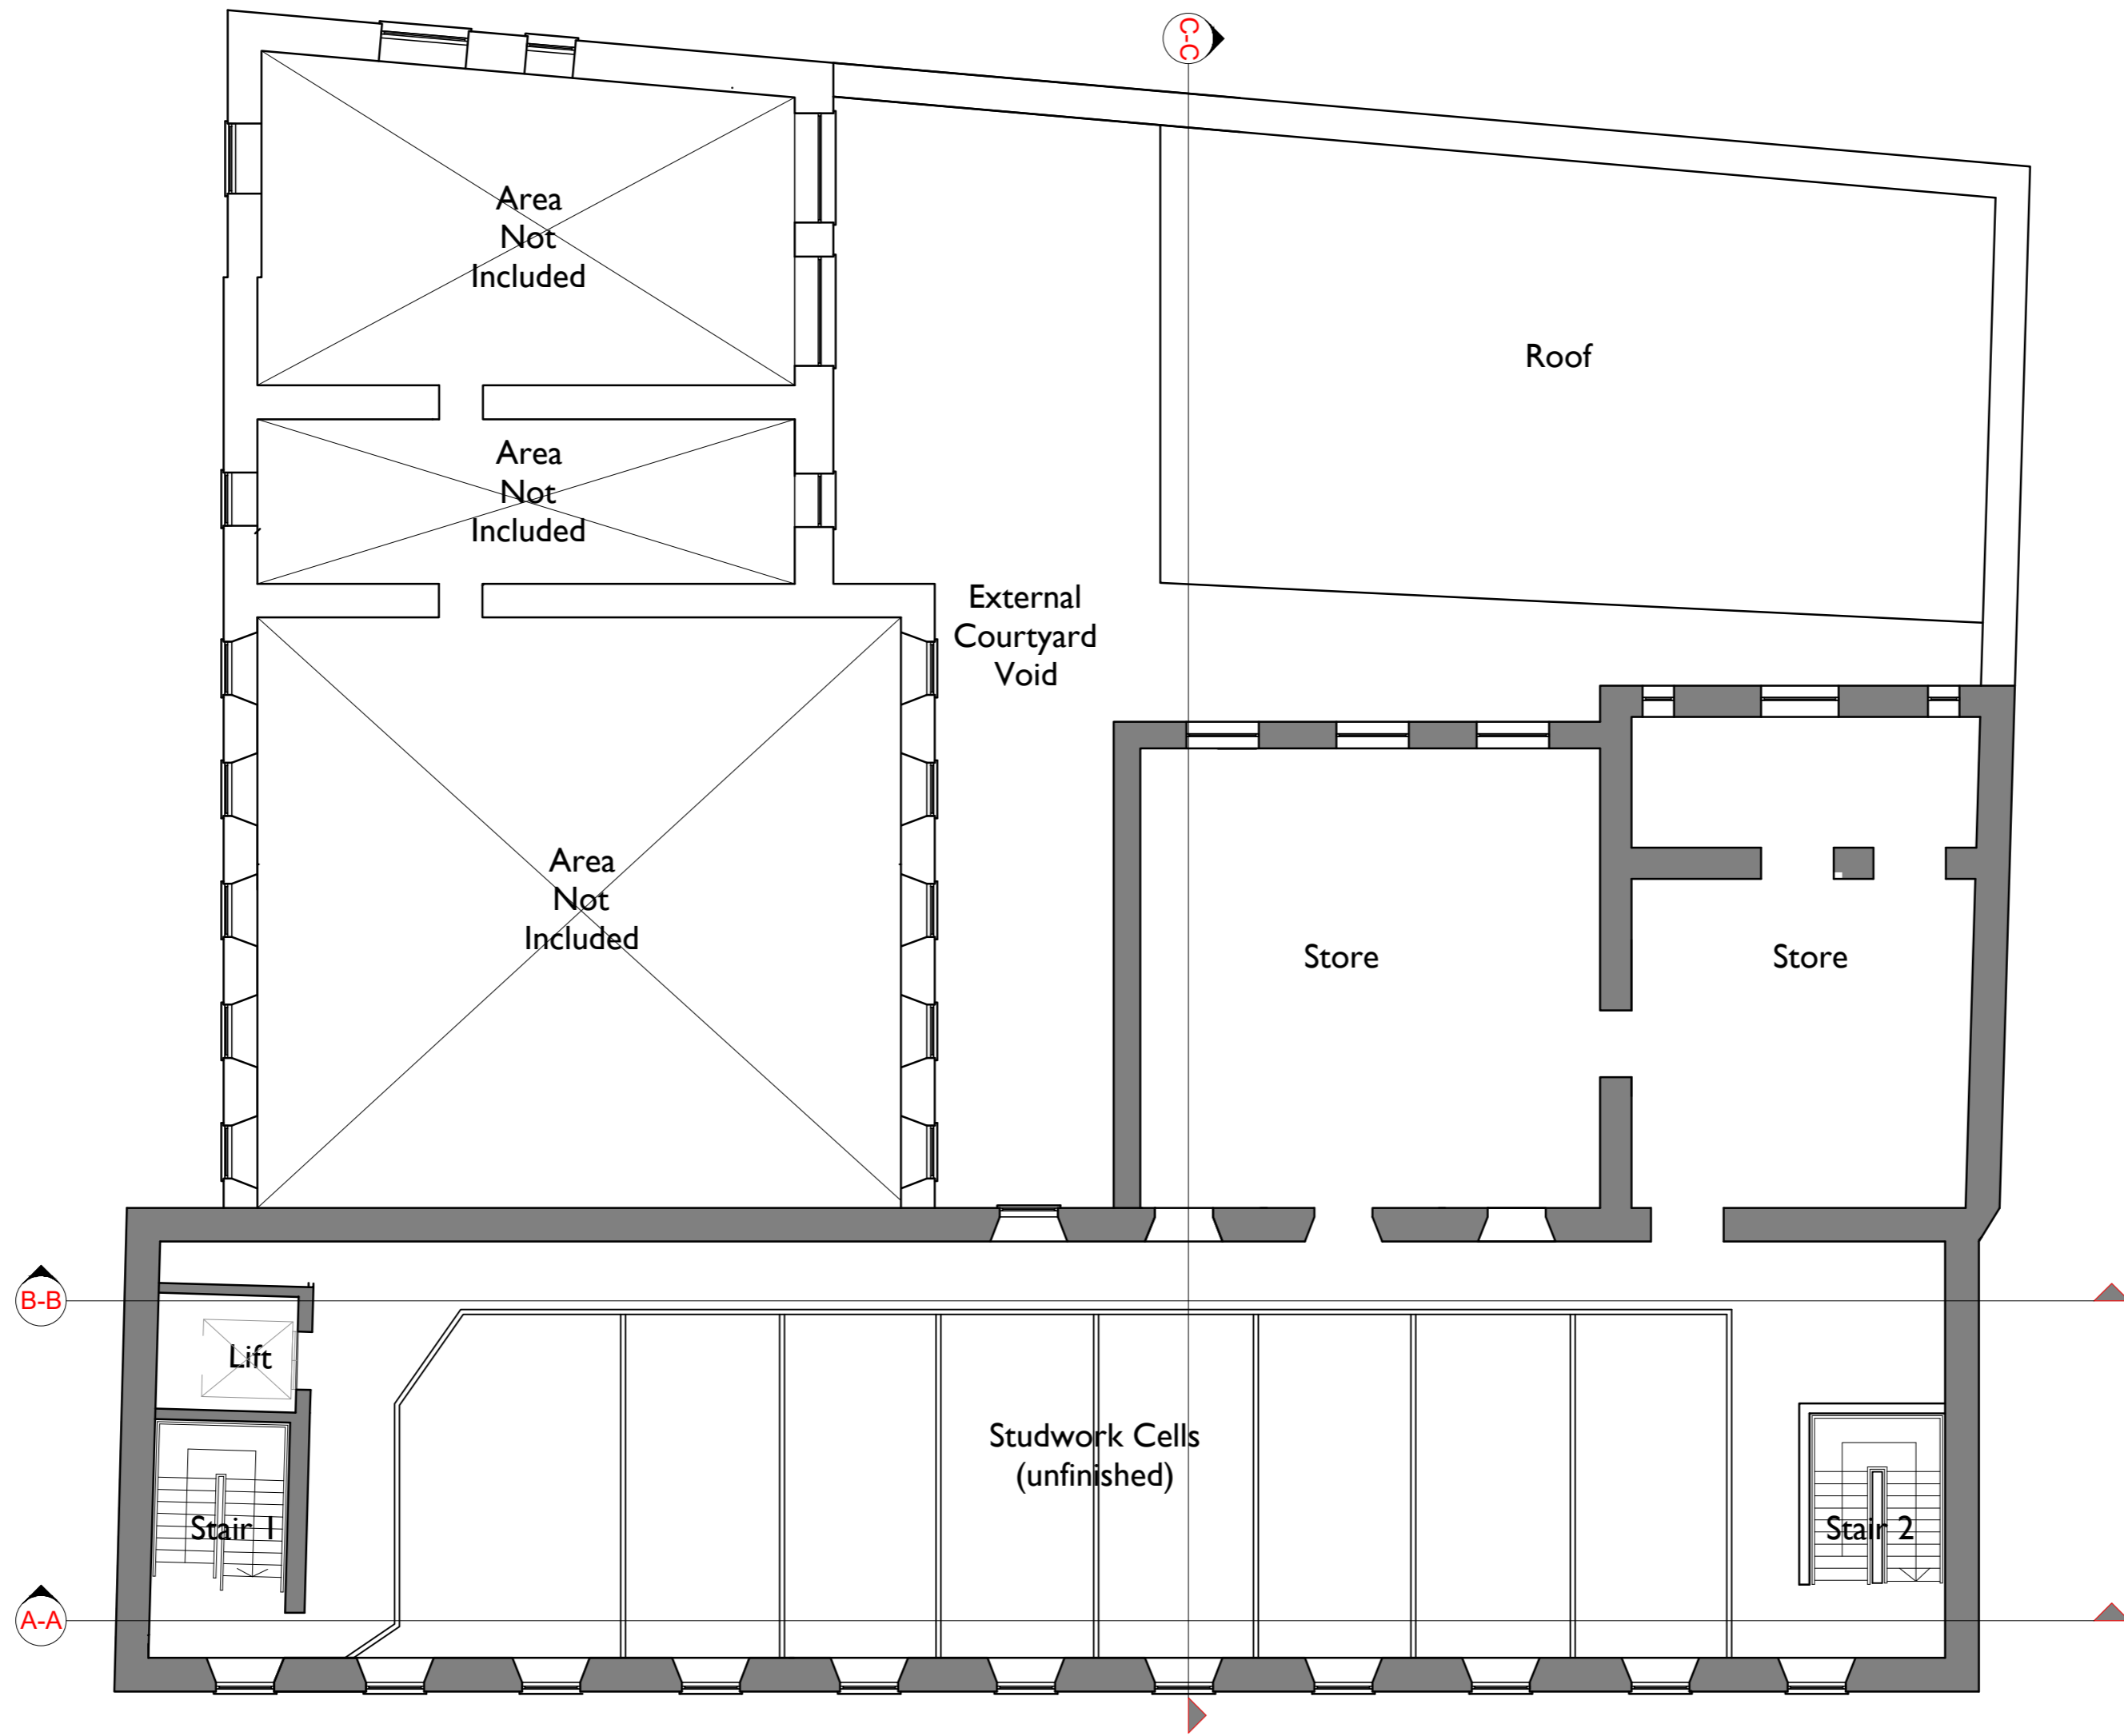 C-C
Area
Not
Included
Roof
Area
Not
Included
External
Courtyard
Void
Area
Not
Included
Store
Store
B-B
Lift
Studwork Cells
(unfinished)
Stair 1
Stair 2
A-A